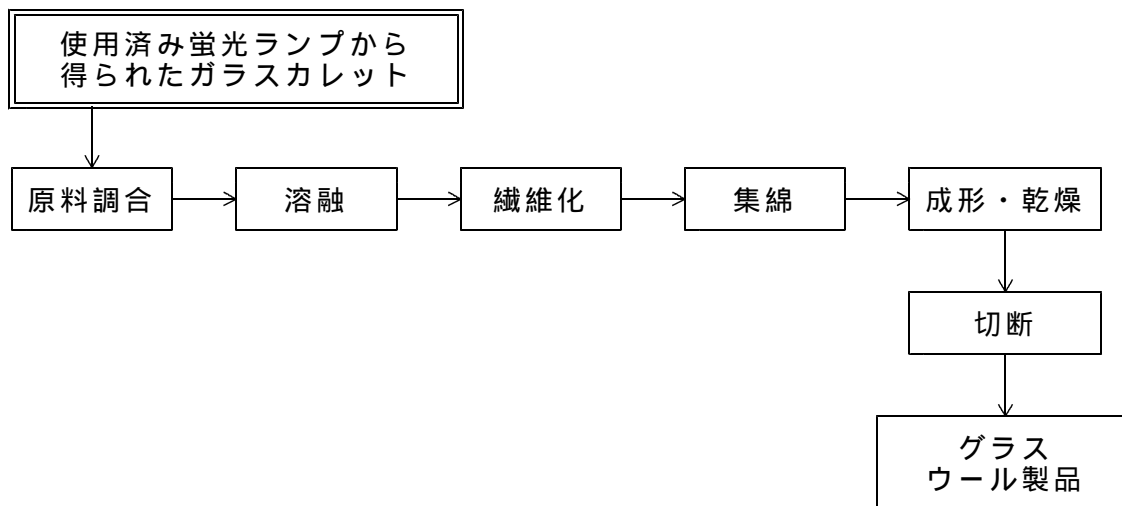 使用済み蛍光ランプから
得られたガラスカレット
原料調合
溶融
繊維化
集綿
成形・乾燥
切断
グラス
ウール製品